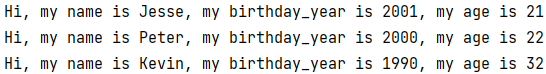 Hi, my name is Jesse, my birthday_year is 2001, my age is 21
Hi, my name is Peter, my birthday_year is 2000, my age is 22
Hi, my name is Kevin, my birthday_year is 1990, my age is 32